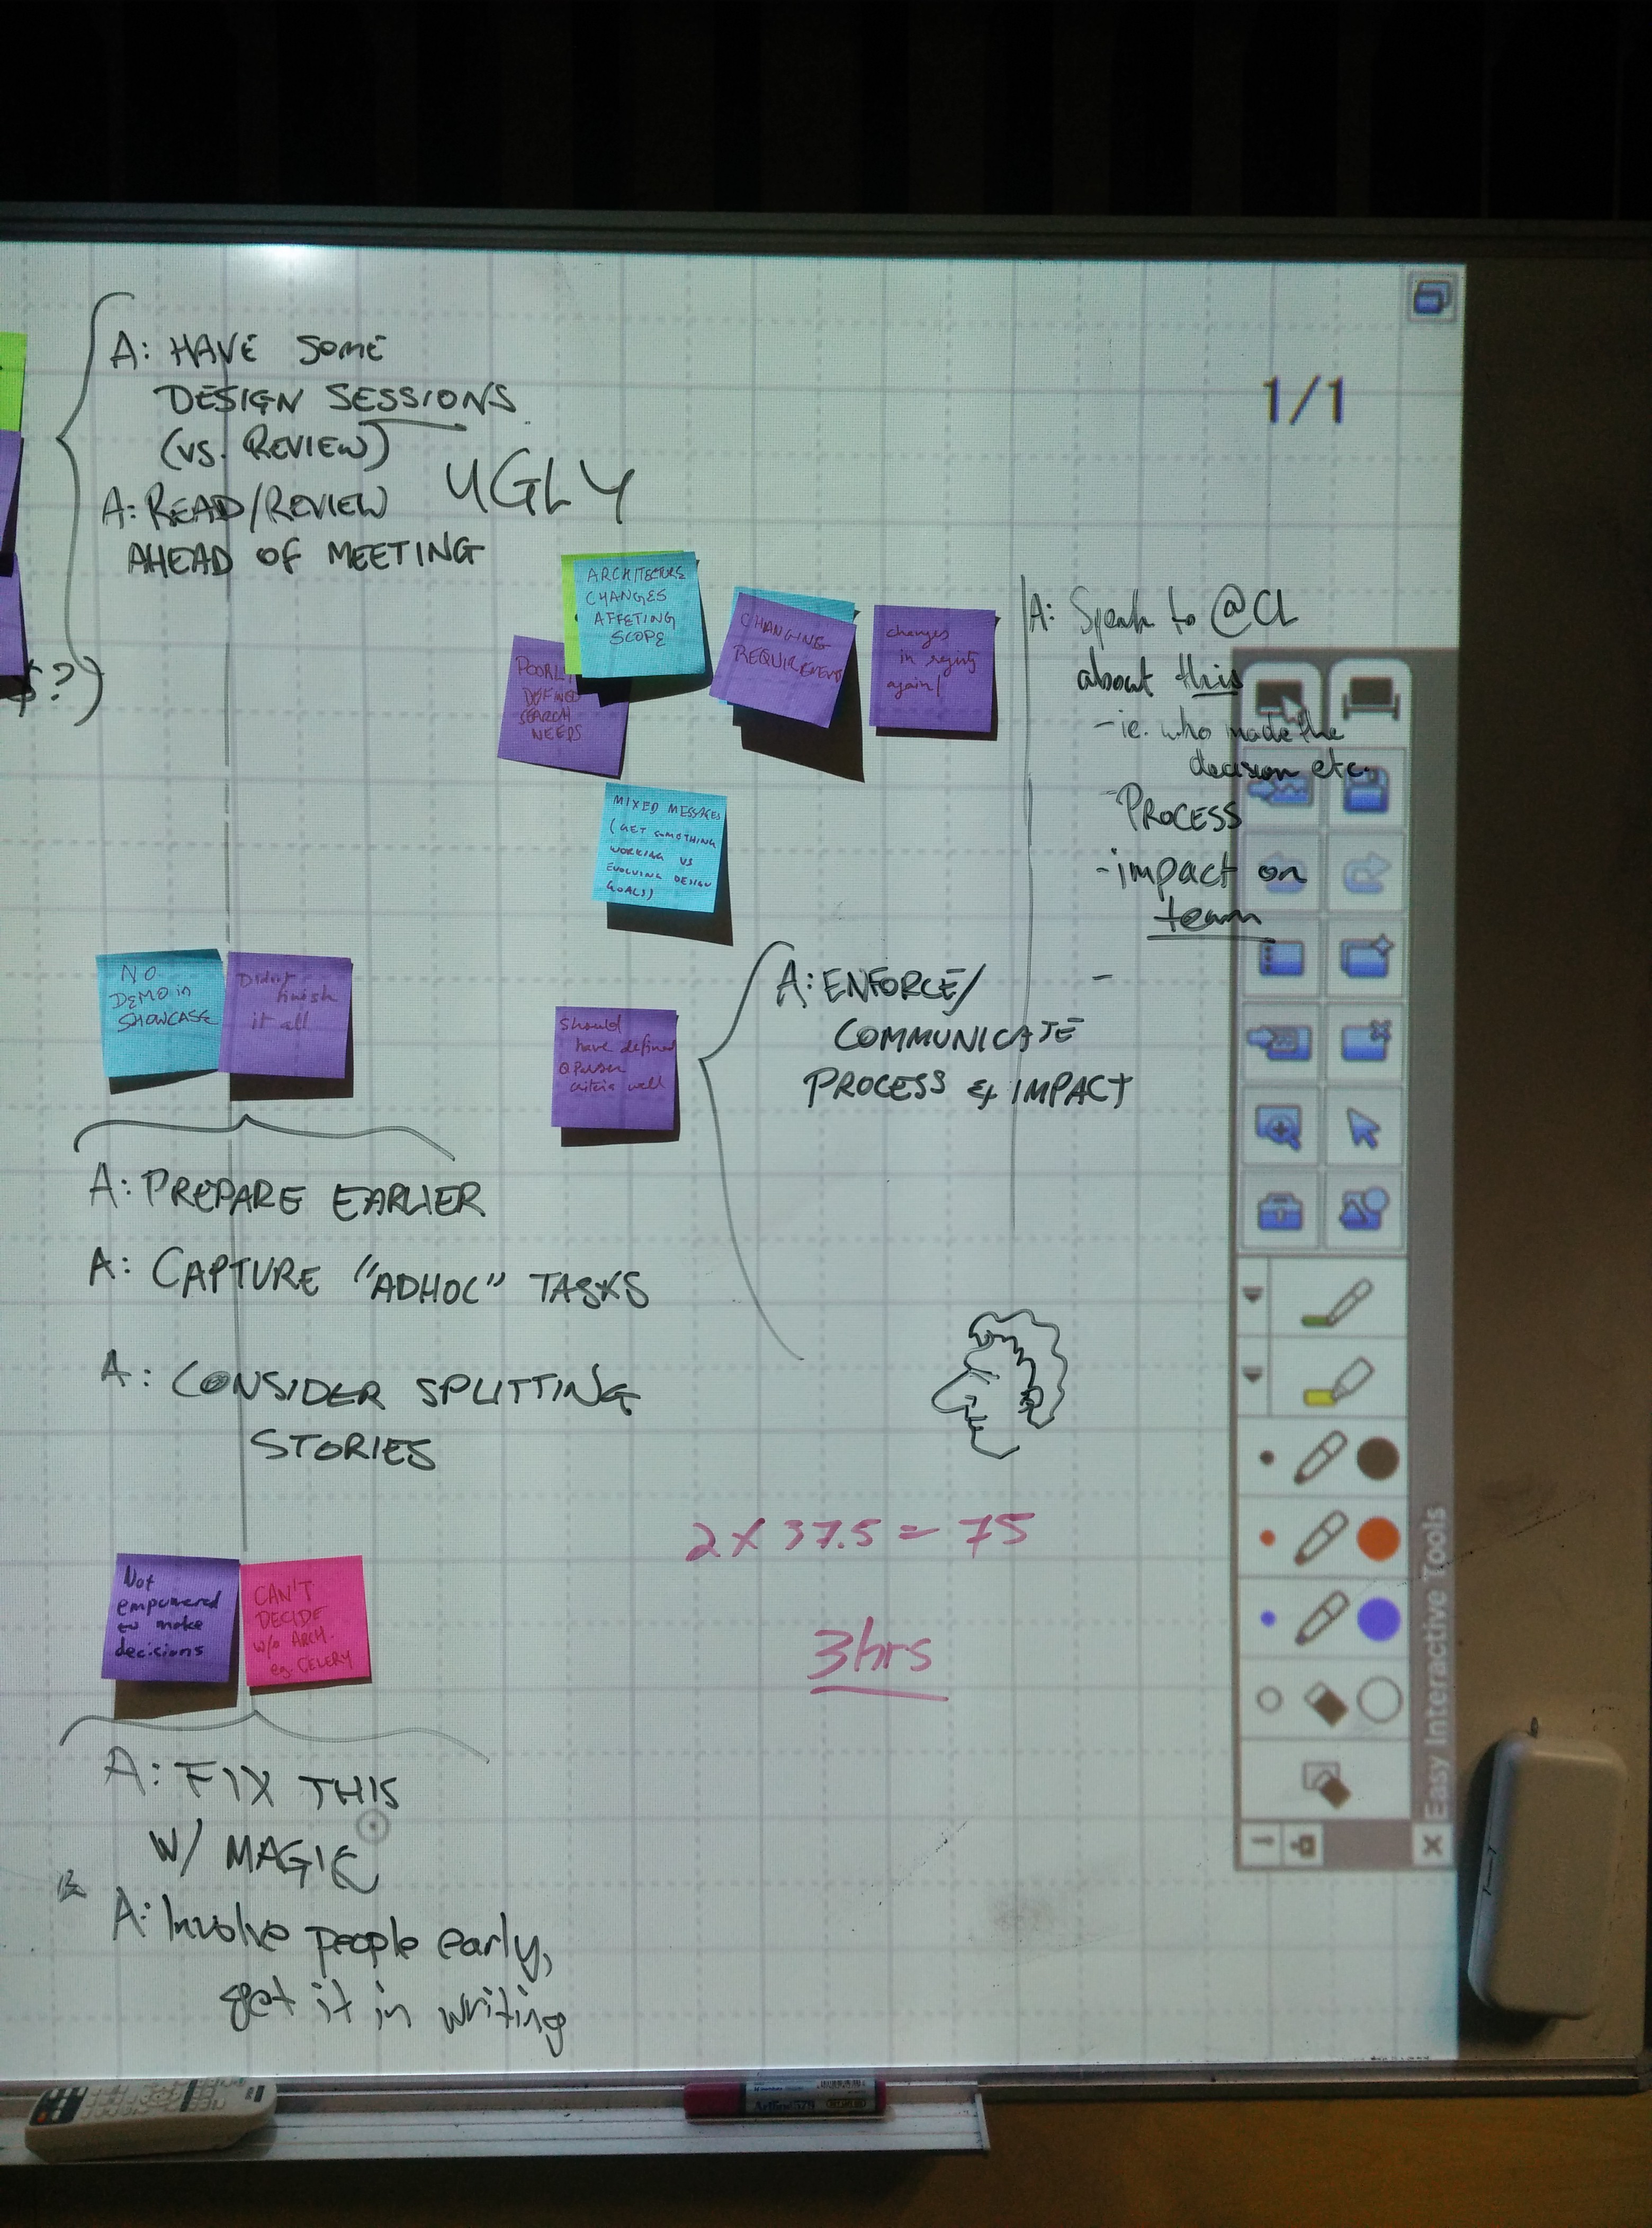 A: HAVE SOME
DESIGN SESSIONS
(VS. REVIEW)
A: READ/REVIEW
AHEAD OF MEETING
$?)
UGLY
1/1
ARCHITECTURE
CHANGES
AFFETING
SCOPE
POORLY
DEFINED
SEARCH
NEEDS
CHANGING
REQUIREMENTS
changes
in registry
again!
MIXED MESSAGES
(GET SOMETHING
WORKING VS
EVOLVING DESIGN
GOALS)
A: Speak to @CL
about this
- ie. who made the
decision etc.
- PROCESS
- impact on
team
-
NO
DEMO in
SHOWCASE
Didn't
finish
it all
A: PREPARE EARLIER
A: CAPTURE "ADHOC" TASKS
A: CONSIDER SPLITTING
STORIES
Should
have defined
criteria well
A: ENFORCE/
COMMUNICATE
PROCESS & IMPACT
2 x 37.5 = 75
3hrs
Not
empowered
to make
decisions
CAN'T
DECIDE
w/o ARCH.
eg. CELERY
A: FIX THIS
W/ MAGIC
A: Involve people early,
get it in writing
Easy Interactive Tools
Artline 577